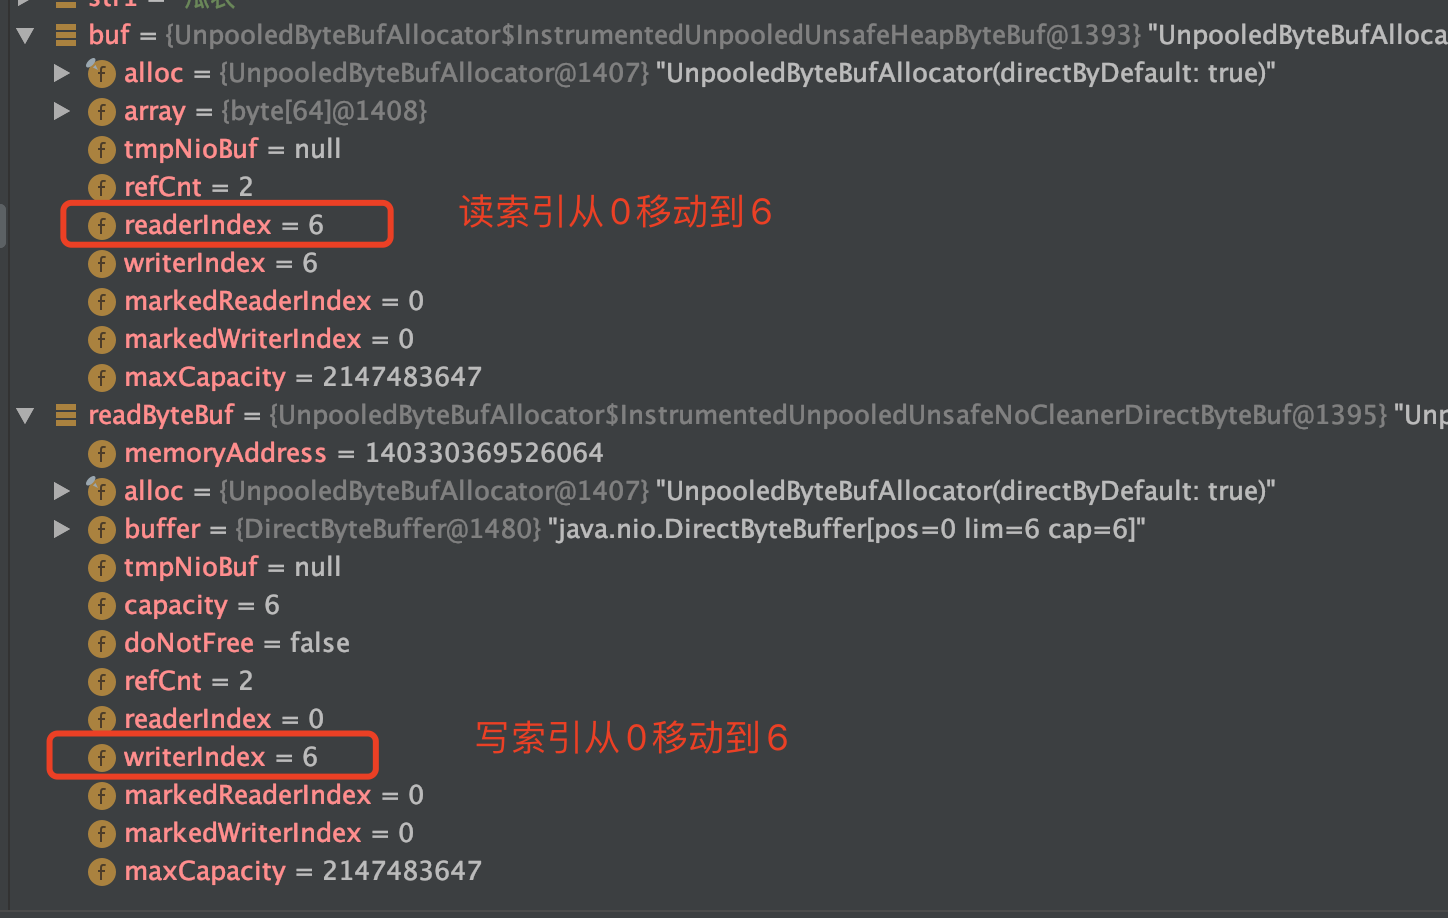 buf = {UnpooledByteBufAllocator$InstrumentedUnpooledUnsafeHeapByteBuf@1393} "UnpooledByteBufAlloca
alloc = {UnpooledByteBufAllocator@1407} "UnpooledByteBufAllocator(directByDefault: true)"
array = {byte[64]@1408}
tmpNioBuf = null
refCnt = 2
readerIndex = 6 读索引从0移动到6
writerIndex = 6
markedReaderIndex = 0
markedWriterIndex = 0
maxCapacity = 2147483647
readByteBuf = {UnpooledByteBufAllocator$InstrumentedUnpooledUnsafeNoCleanerDirectByteBuf@1395} "Unp
memoryAddress = 140330369526064
alloc = {UnpooledByteBufAllocator@1407} "UnpooledByteBufAllocator(directByDefault: true)"
buffer = {DirectByteBuffer@1480} "java.nio.DirectByteBuffer[pos=0 lim=6 cap=6]"
tmpNioBuf = null
capacity = 6
doNotFree = false
refCnt = 2
readerIndex = 0
writerIndex = 6 写索引从0移动到6
markedReaderIndex = 0
markedWriterIndex = 0
maxCapacity = 2147483647